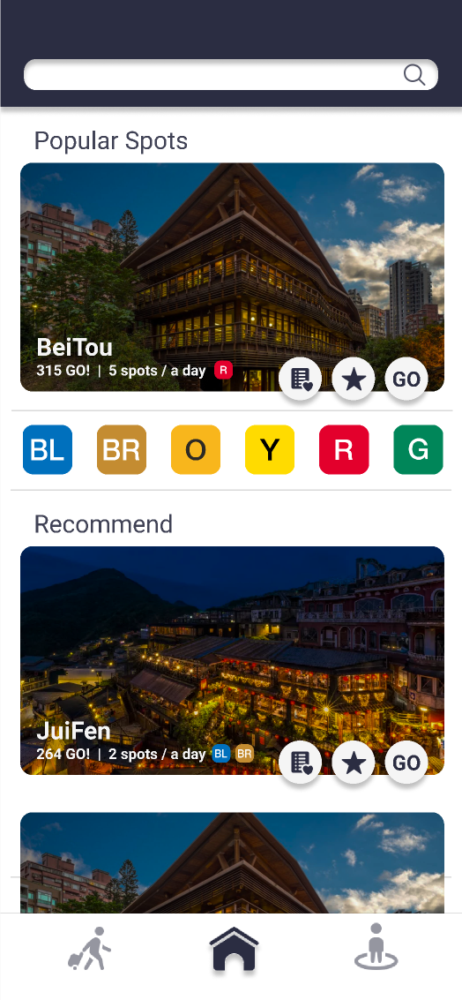 Popular Spots
BeiTou
315 GO! | 5 spots / a day R
GO
BL BR O Y R G
Recommend
JuiFen
264 GO! | 2 spots / a day BL BR
GO